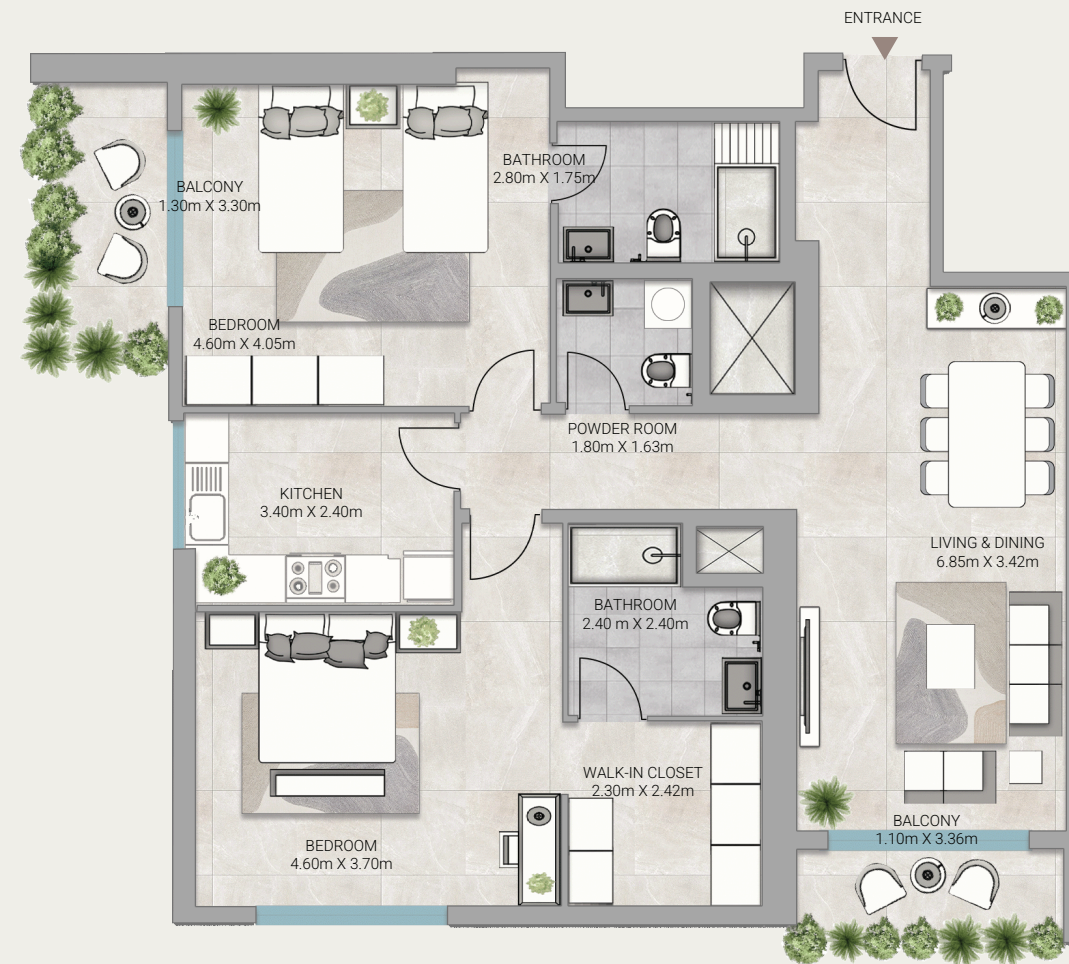 ENTRANCE
BATHROOM
2.80m X 1.75m
BALCONY
1.30m X 3.30m
BEDROOM
4.60m X 4.05m
POWDER ROOM
1.80m X 1.63m
KITCHEN
3.40m X 2.40m
LIVING & DINING
6.85m X 3.42m
BATHROOM
2.40 m X 2.40m
WALK-IN CLOSET
2.30m X 2.42m
BALCONY
1.10m X 3.36m
BEDROOM
4.60m X 3.70m